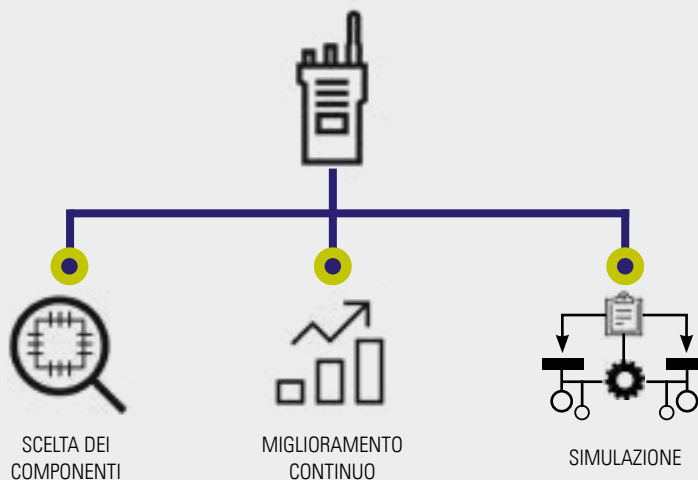 SCELTA DEI
COMPONENTI
MIGLIORAMENTO
CONTINUO
SIMULAZIONE